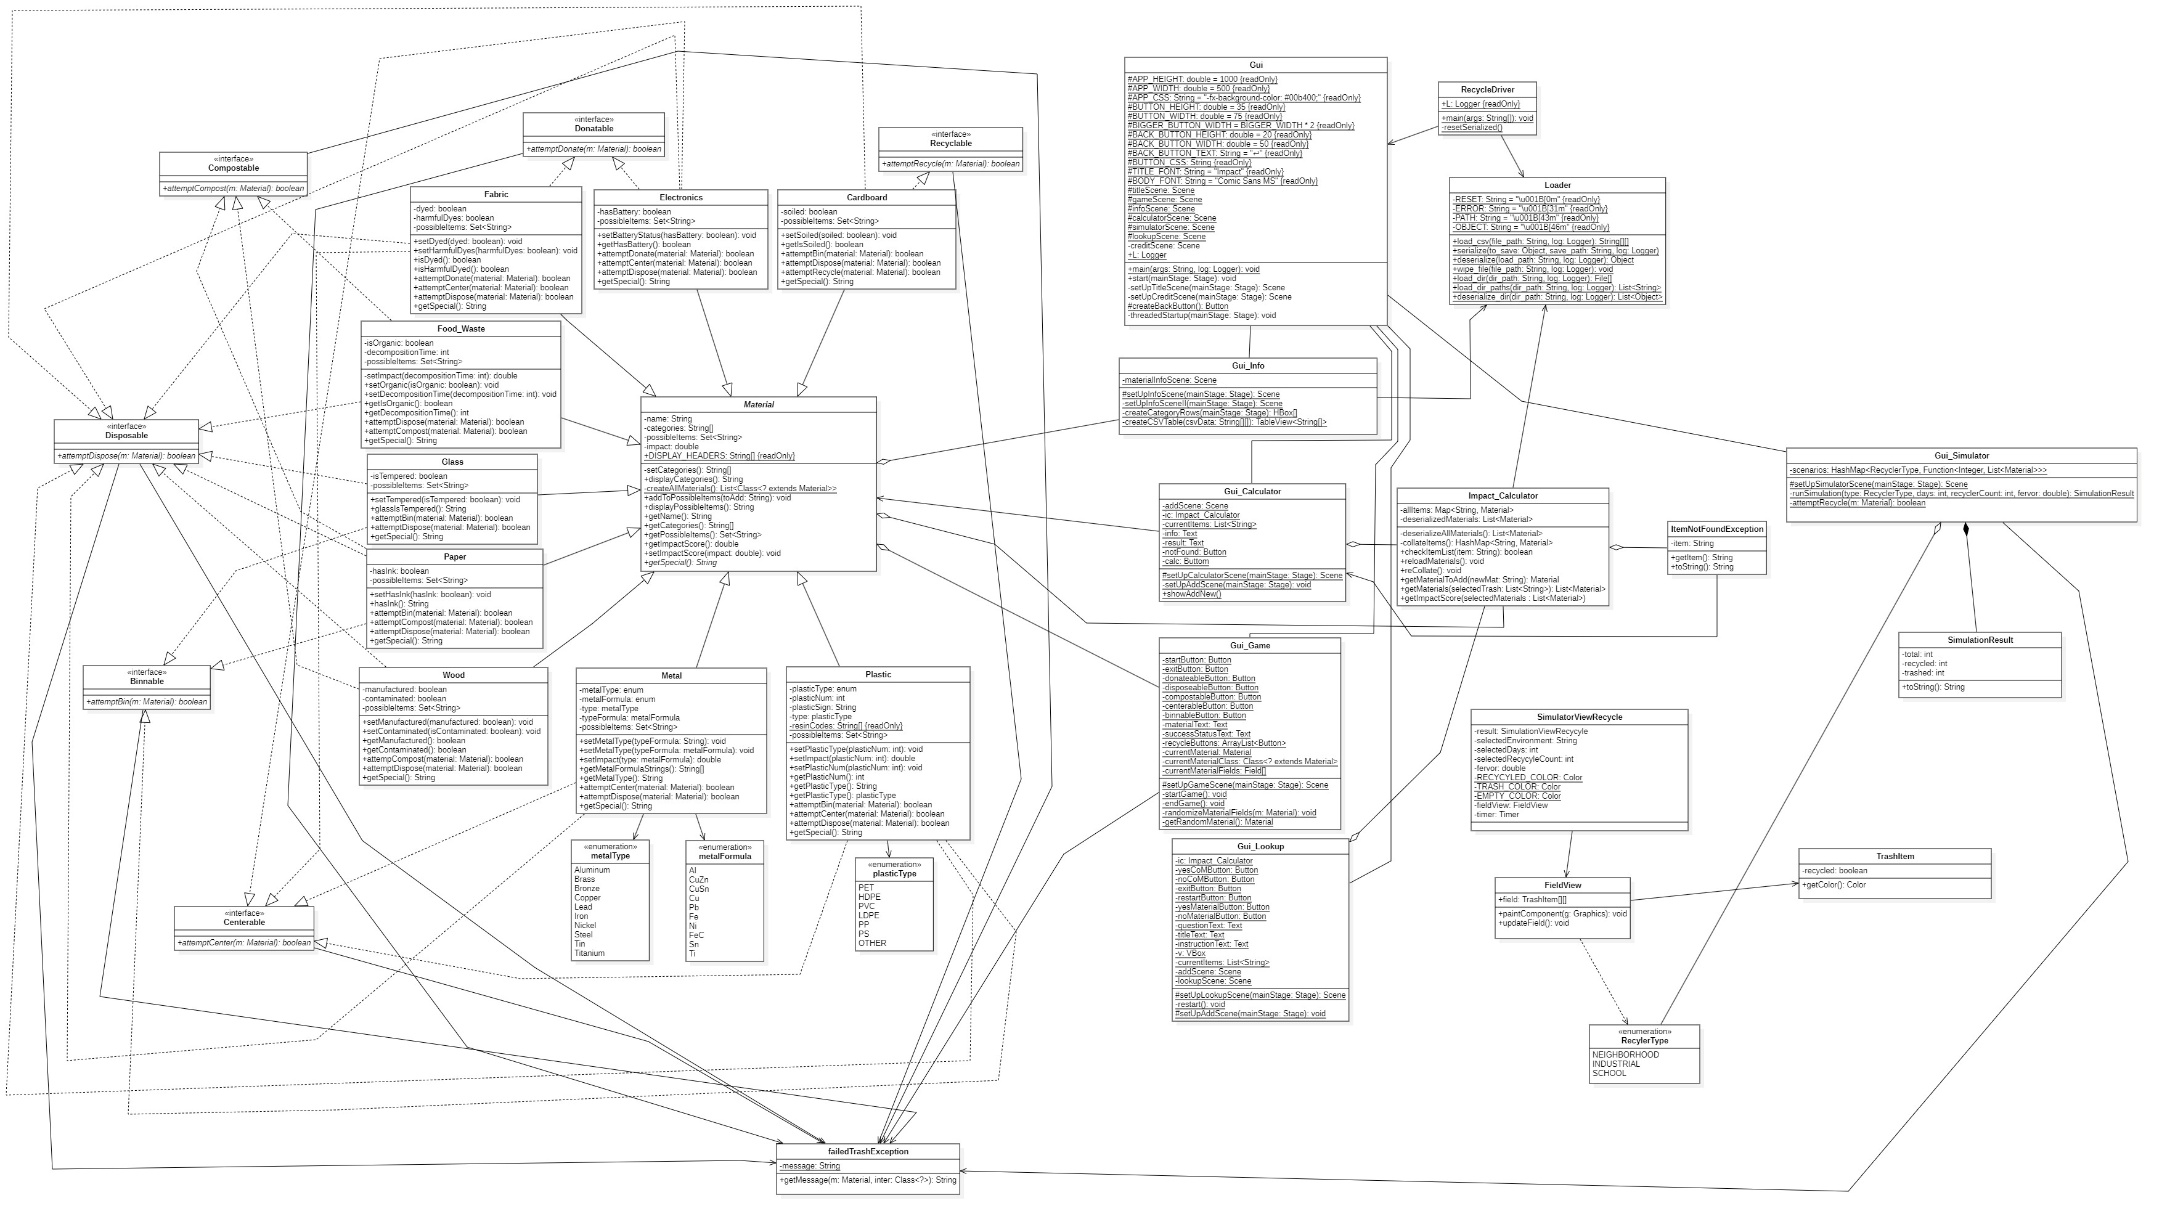 Gui
#APP_HEIGHT: double = 1000 {readOnly}
#APP_WIDTH: double = 500 {readOnly}
#APP_CSS: String = "-fx-background-color: #00b400;" {readOnly}
#BUTTON_HEIGHT: double = 35 {readOnly}
#BUTTON_WIDTH: double = 75 {readOnly}
#BIGGER_BUTTON_WIDTH = BIGGER_WIDTH * 2 {readOnly}
#BACK_BUTTON_HEIGHT: double = 20 {readOnly}
#BACK_BUTTON_WIDTH: double = 50 {readOnly}
#BACK_BUTTON_TEXT: String = "↩" {readOnly}
#BUTTON_CSS: String {readOnly}
#TITLE_FONT: String = "Impact" {readOnly}
#BODY_FONT: String = "Comic Sans MS" {readOnly}
#titleScene: Scene
#gameScene: Scene
#infoScene: Scene
#calculatorScene: Scene
#simulatorScene: Scene
#lookupScene: Scene
-creditScene: Scene
+L: Logger
+main(args: String, log: Logger): void
+start(mainStage: Stage): void
-setUpTitleScene(mainStage: Stage): Scene
-setUpCreditScene(mainStage: Stage): Scene
#createBackButton(): Button
-threadedStartup(mainStage: Stage): void
RecycleDriver
+L: Logger {readOnly}
+main(args: String[]): void
-resetSerialized()
Loader
-RESET: String = "\u001B[0m" {readOnly}
-ERROR: String = "\u001B[31m" {readOnly}
-PATH: String = "\u001B[43m" {readOnly}
-OBJECT: String = "\u001B[46m" {readOnly}
+load_csv(file_path: String, log: Logger): String[][]
+serialize(to_save: Object, save_path: String, log: Logger)
+deserialize(load_path: String, log: Logger): Object
+wipe_file(file_path: String, log: Logger): void
+load_dir(dir_path: String, log: Logger): File[]
+load_dir_paths(dir_path: String, log: Logger): List<String>
+deserialize_dir(dir_path: String, log: Logger): List<Object>
«interface»
Donatable
+attemptDonate(m: Material): boolean
«interface»
Recyclable
+attemptRecycle(m: Material): boolean
«interface»
Compostable
+attemptCompost(m: Material): boolean
Fabric
-dyed: boolean
-harmfulDyes: boolean
-possibleItems: Set<String>
+setDyed(dyed: boolean): void
+setHarmfulDyes(harmfulDyes: boolean): void
+isDyed(): boolean
+isHarmfulDyed(): boolean
+attemptDonate(material: Material): boolean
+attemptCenter(material: Material): boolean
+attemptDispose(material: Material): boolean
+getSpecial(): String
Electronics
-hasBattery: boolean
-possibleItems: Set<String>
+setBatteryStatus(hasBattery: boolean): void
+getHasBattery(): boolean
+attemptDonate(material: Material): boolean
+attemptCenter(material: Material): boolean
+attemptDispose(material: Material): boolean
+getSpecial(): String
Cardboard
-soiled: boolean
-possibleItems: Set<String>
+setSoiled(soiled: boolean): void
+getIsSoiled(): boolean
+attemptBin(material: Material): boolean
+attemptDispose(material: Material): boolean
+attemptRecycle(material: Material): boolean
+getSpecial(): String
Food_Waste
-isOrganic: boolean
-decompositionTime: int
-possibleItems: Set<String>
-setImpact(decompositionTime: int): double
+setOrganic(isOrganic: boolean): void
+setDecompositionTime(decompositionTime: int): void
+getIsOrganic(): boolean
+getDecompositionTime(): int
+attemptDispose(material: Material): boolean
+attemptCompost(material: Material): boolean
+getSpecial(): String
«interface»
Disposable
+attemptDispose(m: Material): boolean
Glass
-isTempered: boolean
-possibleItems: Set<String>
+setTempered(isTempered: boolean): void
+glassIsTempered(): String
+attemptBin(material: Material): boolean
+attemptDispose(material: Material): boolean
+getSpecial(): String
Material
-name: String
-categories: String[]
-possibleItems: Set<String>
-impact: double
+DISPLAY_HEADERS: String[] {readOnly}
-setCategories(): String[]
+displayCategories(): String
-createAllMaterials(): List<Class<? extends Material>>
+addToPossibleItems(toAdd: String): void
+displayPossibleItems(): String
+getName(): String
+getCategories(): String[]
+getPossibleItems(): Set<String>
+getImpactScore(): double
+setImpactScore(impact: double): void
+getSpecial(): String
Paper
-hasInk: boolean
-possibleItems: Set<String>
+setHasInk(hasInk: boolean): void
+hasInk(): String
+attemptBin(material: Material): boolean
+attemptCompost(material: Material): boolean
+attemptDispose(material: Material): boolean
+getSpecial(): String
«interface»
Binnable
+attemptBin(m: Material): boolean
Wood
-manufactured: boolean
-contaminated: boolean
-possibleItems: Set<String>
+setManufactured(manufactured: boolean): void
+setContaminated(isContaminated: boolean): void
+getManufactured(): boolean
+getContaminated(): boolean
+attempCompost(material: Material): boolean
+attemptDispose(material: Material): boolean
+getSpecial(): String
Metal
-metalType: enum
-metalFormula: enum
-type: metalType
-typeFormula: metalFormula
-possibleItems: Set<String>
+setMetalType(typeFormula: String): void
+setMetalType(typeFormula: metalFormula): void
+setImpact(type: metalFormula): double
+getMetalFormulaStrings(): String[]
+getMetalType(): String
+attemptCenter(material: Material): boolean
+attemptDispose(material: Material): boolean
+getSpecial(): String
Plastic
-plasticType: enum
-plasticNum: int
-plasticSign: String
-type: plasticType
-resinCodes: String[] {readOnly}
-possibleItems: Set<String>
+setPlasticType(plasticNum: int): void
+setImpact(plasticNum: int): double
+setPlasticNum(plasticNum: int): void
+getPlasticNum(): int
+getPlasticType(): String
+getPlasticType(): plasticType
+attemptBin(material: Material): boolean
+attemptCenter(material: Material): boolean
+attemptDispose(material: Material): boolean
+getSpecial(): String
«enumeration»
metalType
Aluminum
Brass
Bronze
Copper
Lead
Iron
Nickel
Steel
Tin
Titanium
«enumeration»
metalFormula
Al
CuZn
CuSn
Cu
Pb
Fe
Ni
FeC
Sn
Ti
«enumeration»
plasticType
PET
HDPE
PVC
LDPE
PP
PS
OTHER
«interface»
Centerable
+attemptCenter(m: Material): boolean
failedTrashException
-message: String
+getMessage(m: Material, inter: Class<?>): String
Gui_Info
-materialInfoScene: Scene
#setUpInfoScene(mainStage: Stage): Scene
-setUpInfoSceneII(mainStage: Stage): Scene
-createCategoryRows(mainStage: Stage): HBox[]
-createCSVTable(csvData: String[][]): TableView<String[]>
Gui_Calculator
-addScene: Scene
-ic: Impact_Calculator
-currentItems: List<String>
-info: Text
-result: Text
-notFound: Button
-calc: Buttom
#setUpCalculatorScene(mainStage: Stage): Scene
-setUpAddScene(mainStage: Stage): void
+showAddNew()
Impact_Calculator
-allItems: Map<String, Material>
-deserializedMaterials: List<Material>
-deserializeAllMaterials(): List<Material>
-collateItems(): HashMap<String, Material>
+checkItemList(item: String): boolean
+reloadMaterials(): void
+reCollate(): void
+getMaterialToAdd(newMat: String): Material
+getMaterials(selectedTrash: List<String>): List<Material>
+getImpactScore(selectedMaterials : List<Material>)
ItemNotFoundException
-item: String
+getItem(): String
+toString(): String
Gui_Simulator
-scenarios: HashMap<RecyclerType, Function<Integer, List<Material>>>
#setUpSimulatorScene(mainStage: Stage): Scene
-runSimulation(type: RecyclerType, days: int, recyclerCount: int, fervor: double): SimulationResult
-attemptRecycle(m: Material): boolean
SimulationResult
-total: int
-recycled: int
-trashed: int
+toString(): String
Gui_Game
-startButton: Button
-exitButton: Button
-donateableButton: Button
-disposeableButton: Button
-compostableButton: Button
-centerableButton: Button
-binnableButton: Button
-materialText: Text
-successStatusText: Text
-recycleButtons: ArrayList<Button>
-currentMaterial: Material
-currentMaterialClass: Class<? extends Material>
-currentMaterialFields: Field[]
#setUpGameScene(mainStage: Stage): Scene
-startGame(): void
-endGame(): void
-randomizeMaterialFields(m: Material): void
-getRandomMaterial(): Material
Gui_Lookup
-ic: Impact_Calculator
-yesCoMButton: Button
-noCoMButton: Button
-exitButton: Button
-restartButton: Button
-yesMaterialButton: Button
-noMaterialButton: Button
-questionText: Text
-titleText: Text
-instructionText: Text
-v: VBox
-currentItems: List<String>
-addScene: Scene
-lookupScene: Scene
#setUpLookupScene(mainStage: Stage): Scene
-restart(): void
#setUpAddScene(mainStage: Stage): void
SimulatorViewRecycle
-result: SimulationViewRecycyle
-selectedEnvironment: String
-selectedDays: int
-selectedRecycyleCount: int
-fervor: double
-RECYCYLED_COLOR: Color
-TRASH_COLOR: Color
-EMPTY_COLOR: Color
-fieldView: FieldView
-timer: Timer
FieldView
+field: TrashItem[][]
+paintComponent(g: Graphics): void
+updateField(): void
TrashItem
-recycled: boolean
+getColor(): Color
«enumeration»
RecylerType
NEIGHBORHOOD
INDUSTRIAL
SCHOOL